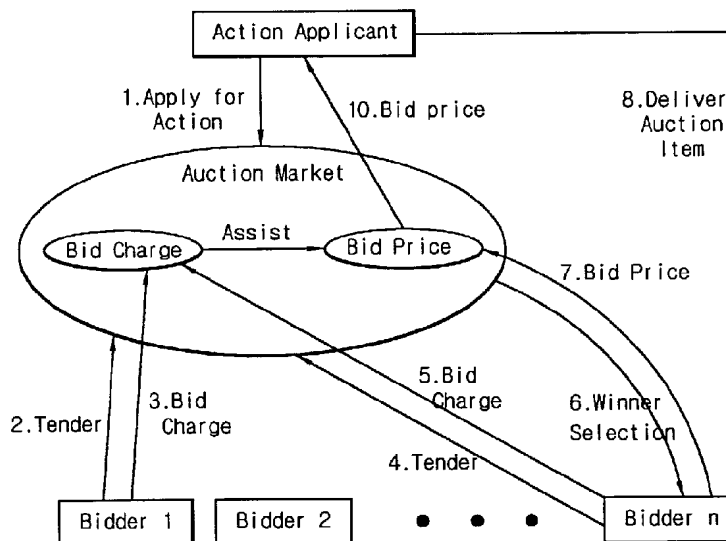 Action Applicant
1.Apply for
Action
10.Bid price
8.Deliver
Auction
Item
Auction Market
Bid Charge
Assist
Bid Price
7.Bid Price
2.Tender
3.Bid
Charge
5.Bid
Charge
4.Tender
6.Winner
Selection
Bidder 1
Bidder 2
Bidder n